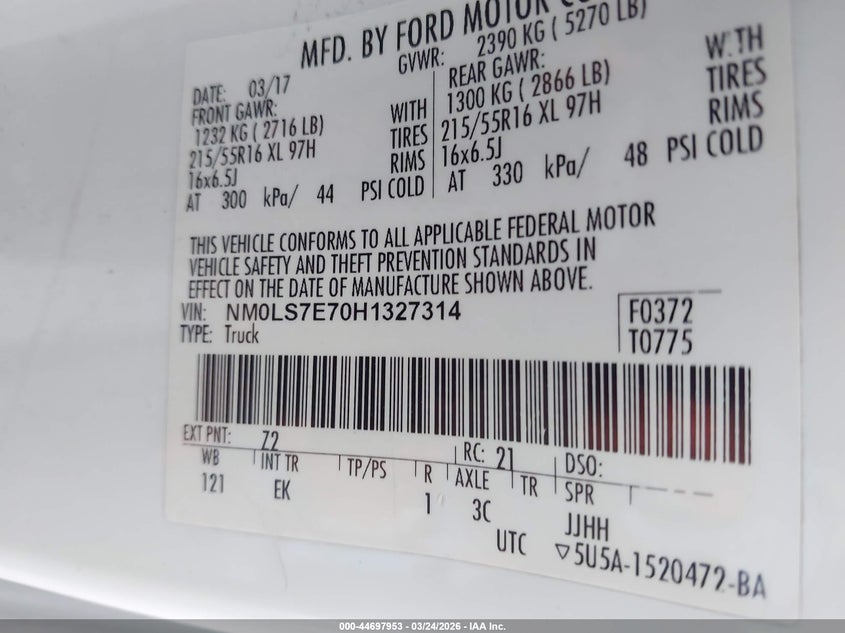 MFD. BY FORD MOTOR CO
DATE: 03/17
GVWR: 2390 KG ( 5270 LB)
FRONT GAWR:
1232 KG ( 2716 LB) WITH
215/55R16 XL 97H TIRES
16x6.5J RIMS
AT 300 kPa/ 44 PSI COLD
REAR GAWR:
1300 KG ( 2866 LB) WITH
215/55R16 XL 97H TIRES
16x6.5J RIMS
AT 330 kPa/ 48 PSI COLD
THIS VEHICLE CONFORMS TO ALL APPLICABLE FEDERAL MOTOR
VEHICLE SAFETY AND THEFT PREVENTION STANDARDS IN
EFFECT ON THE DATE OF MANUFACTURE SHOWN ABOVE.
VIN: NM0LS7E70H1327314
TYPE: Truck
F0372
T0775
EXT PNT: Z2 RC: 21 DSO:
WB INT TR TP/PS R AXLE TR SPR
121 EK 1 3C JJHH
UTC ▽5U5A-1520472-BA
000-44697953 - 03/24/2026 - IAA Inc.